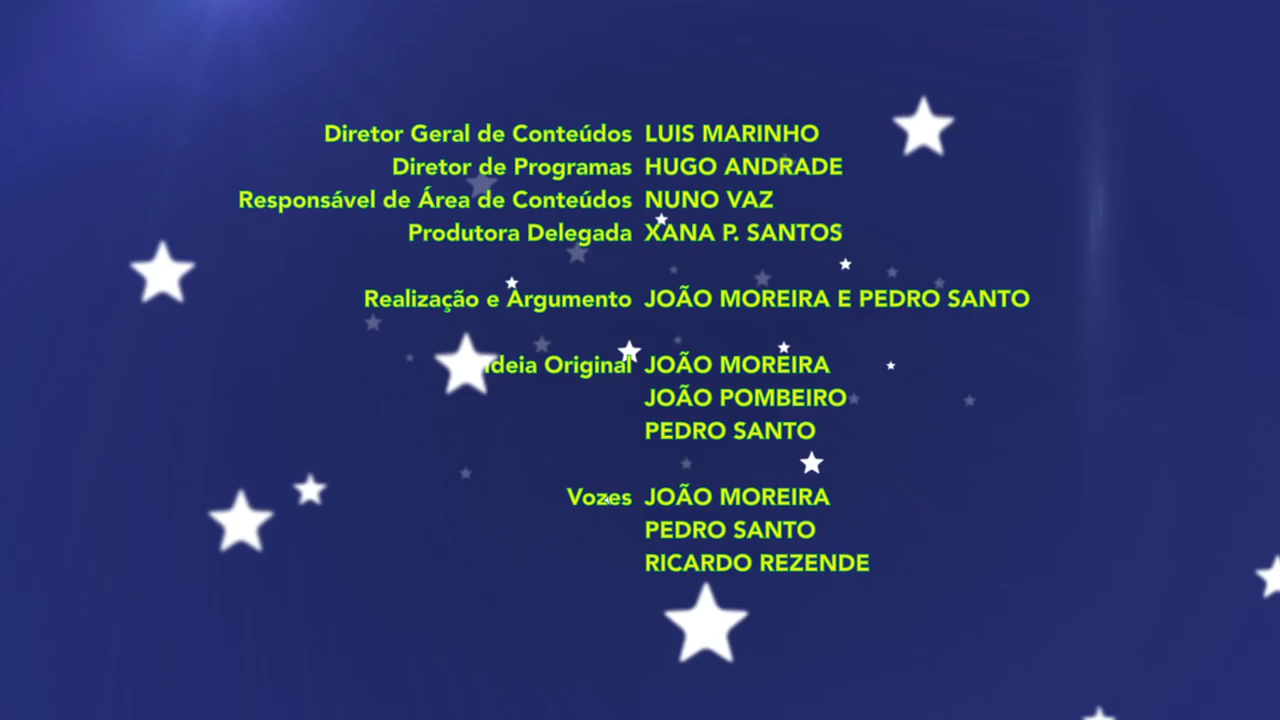 Diretor Geral de Conteúdos LUIS MARINHO
Diretor de Programas HUGO ANDRADE
Responsável de Área de Conteúdos NUNO VAZ
Produtora Delegada XANA P. SANTOS
Realização e Argumento JOÃO MOREIRA E PEDRO SANTO
Ideia Original JOÃO MOREIRA
JOÃO POMBEIRO
PEDRO SANTO
Vozes JOÃO MOREIRA
PEDRO SANTO
RICARDO REZENDE